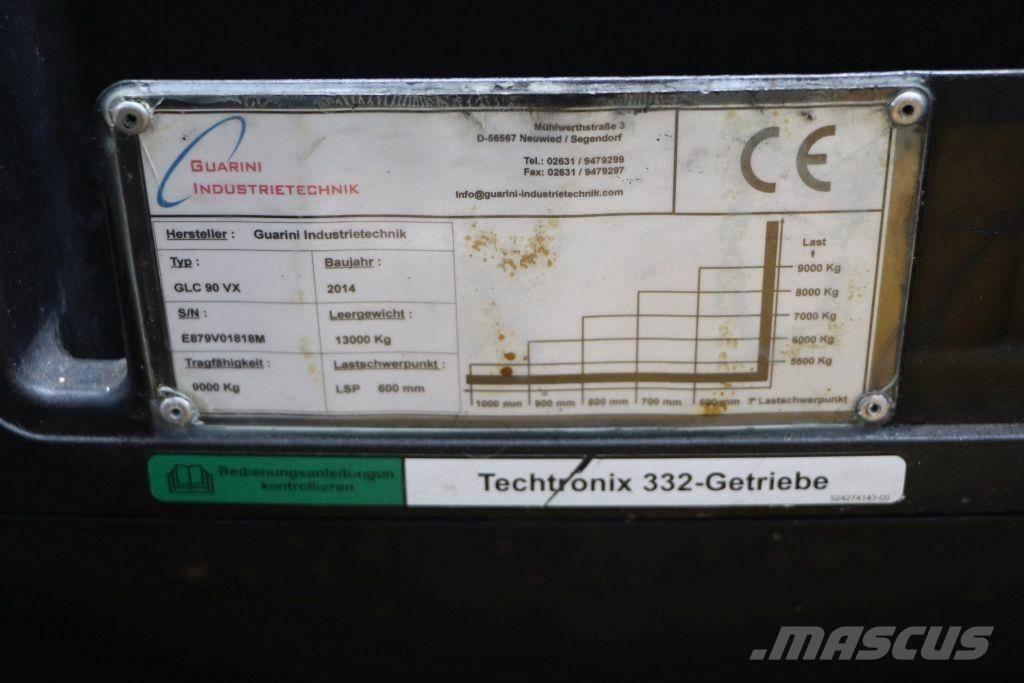 GUARINI
INDUSTRIETECHNIK
Mühlwerthstraße 3
D-56567 Neuwied / Segendorf
Tel.: 02631 / 9479299
Fax: 02631 / 9479297
Info@guarini-industrietechnik.com
CE
Hersteller : Guarini Industrietechnik
Typ :
GLC 90 VX
Baujahr :
2014
S/N :
E879V01818M
Leergewicht :
13000 Kg
Tragfähigkeit :
9000 Kg
Lastschwerpunkt :
LSP 600 mm
Last
9000 Kg
8000 Kg
7000 Kg
6000 Kg
5500 Kg
1000 mm 900 mm 800 mm 700 mm 600 mm Lastschwerpunkt
Bedienungsanleitungen
kontrollieren
Techtronix 332-Getriebe
524274143-00
.MASCUS